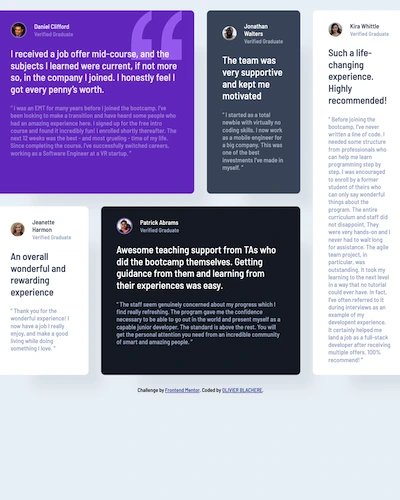 Daniel Clifford
Verified Graduate
I received a job offer mid-course, and the
subjects I learned were current, if not more
so, in the company I joined. I honestly feel I
got every penny's worth.
" I was an EMT for many years before I joined the bootcamp. I've
been looking to make a transition and have heard some people who
had an amazing experience here. I signed up for the free intro
course and found it incredibly fun! I enrolled shortly thereafter. The
next 12 weeks was the best - and most grueling - time of my life.
Since completing the course, I've successfully switched careers,
working as a Software Engineer at a VR startup. "
Jonathan
Walters
Verified Graduate
The team was
very supportive
and kept me
motivated
" I started as a total
newbie with virtually no
coding skills. I now work
as a mobile engineer for
a big company. This was
one of the best
investments I've made in
myself. "
Kira Whittle
Verified Graduate
Such a life-
changing
experience.
Highly
recommended!
" Before joining the
bootcamp, I've never
written a line of code. I
needed some structure
from professionals who
can help me learn
programming step by
step. I was encouraged
to enroll by a former
student of theirs who
can only say wonderful
things about the
program. The entire
curriculum and staff did
not disappoint. They
were very hands-on and I
never had to wait long
for assistance. The agile
team project, in
particular, was
outstanding. It took my
learning to the next level
in a way that no tutorial
could ever have. In fact,
I've often referred to it
during interviews as an
example of my
developent experience.
It certainly helped me
land a job as a full-stack
developer after receiving
multiple offers. 100%
recommend! "
Jeanette
Harmon
Verified Graduate
An overall
wonderful and
rewarding
experience
" Thank you for the
wonderful experience! I
now have a job I really
enjoy, and make a good
living while doing
something I love. "
Patrick Abrams
Verified Graduate
Awesome teaching support from TAs who
did the bootcamp themselves. Getting
guidance from them and learning from
their experiences was easy.
" The staff seem genuinely concerned about my progress which I
find really refreshing. The program gave me the confidence
necessary to be able to go out in the world and present myself as a
capable junior developer. The standard is above the rest. You will
get the personal attention you need from an incredible community
of smart and amazing people. "
Challenge by Frontend Mentor. Coded by OLIVIER BLACHERE.